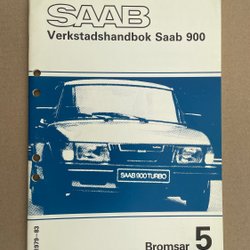 SAAB
Verkstadshandbok Saab 900
SAAB 900 TURBO
1979–83
Bromsar 5